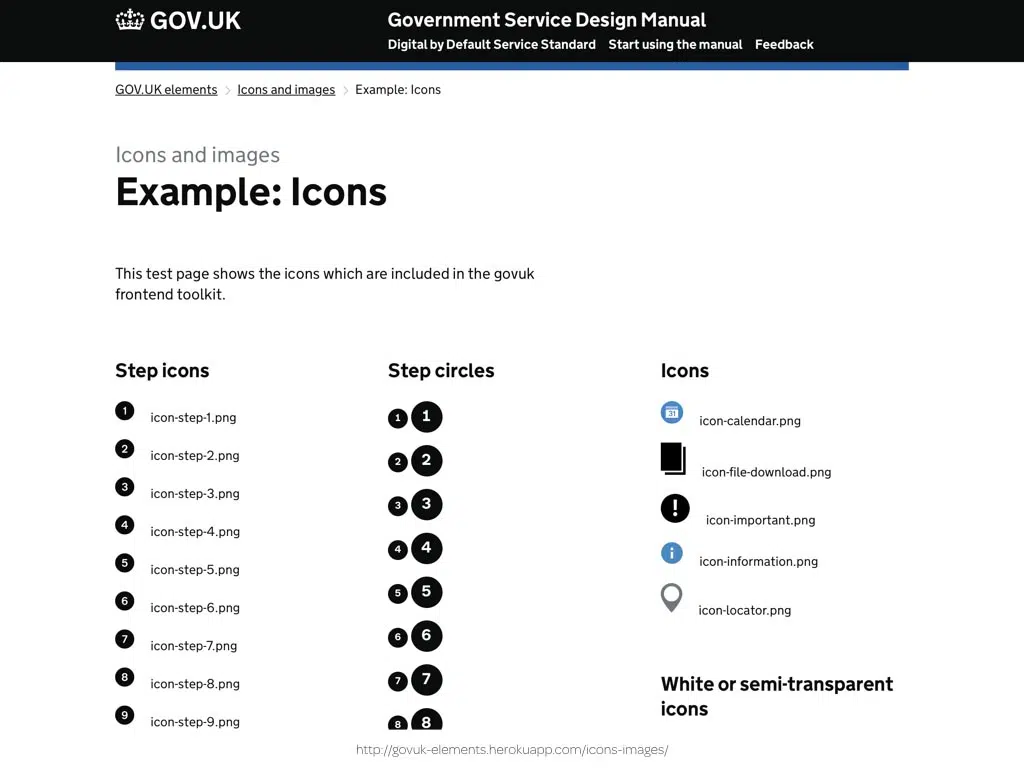 GOV.UK
Government Service Design Manual
Digital by Default Service Standard Start using the manual Feedback
GOV.UK elements Icons and images Example: Icons
Icons and images
Example: Icons
This test page shows the icons which are included in the govuk
frontend toolkit.
Step icons
1 icon-step-1.png
2 icon-step-2.png
3 icon-step-3.png
4 icon-step-4.png
5 icon-step-5.png
6 icon-step-6.png
7 icon-step-7.png
8 icon-step-8.png
9 icon-step-9.png
Step circles
1 1
2 2
3 3
4 4
5 5
6 6
7 7
8 8
Icons
31 icon-calendar.png
icon-file-download.png
! icon-important.png
i icon-information.png
icon-locator.png
White or semi-transparent
icons
http://govuk-elements.herokuapp.com/icons-images/